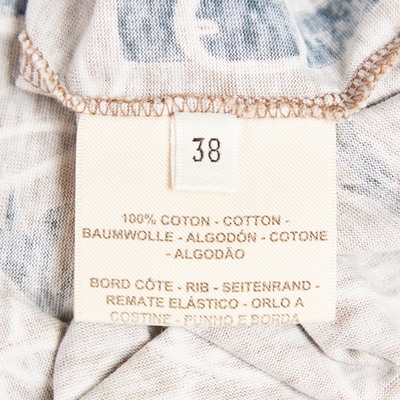 38
100% COTON - COTTON -
BAUMWOLLE - ALGODÓN - COTONE
- ALGODÃO
BORD CÔTE - RIB - SEITENRAND -
REMATE ELÁSTICO - ORLO A
COSTINE - PUNHO E BORDA